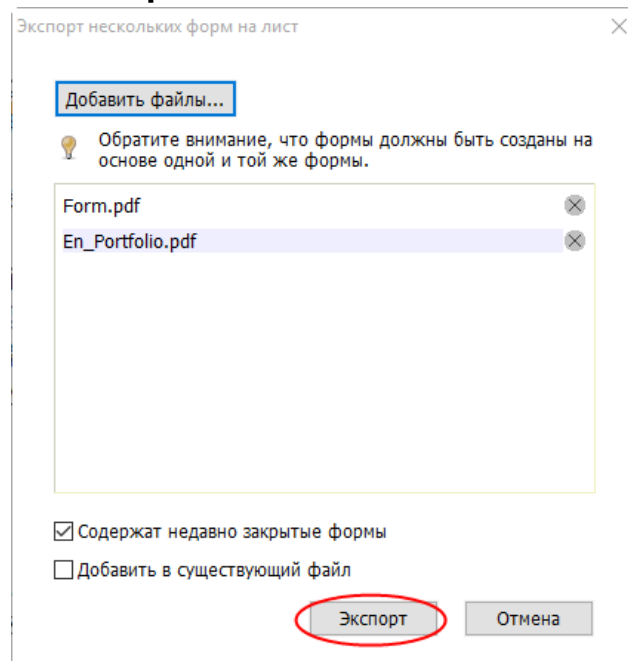 Экспорт нескольких форм на лист
Добавить файлы...
Обратите внимание, что формы должны быть созданы на
основе одной и той же формы.
Form.pdf
En_Portfolio.pdf
Содержат недавно закрытые формы
Добавить в существующий файл
Экспорт
Отмена